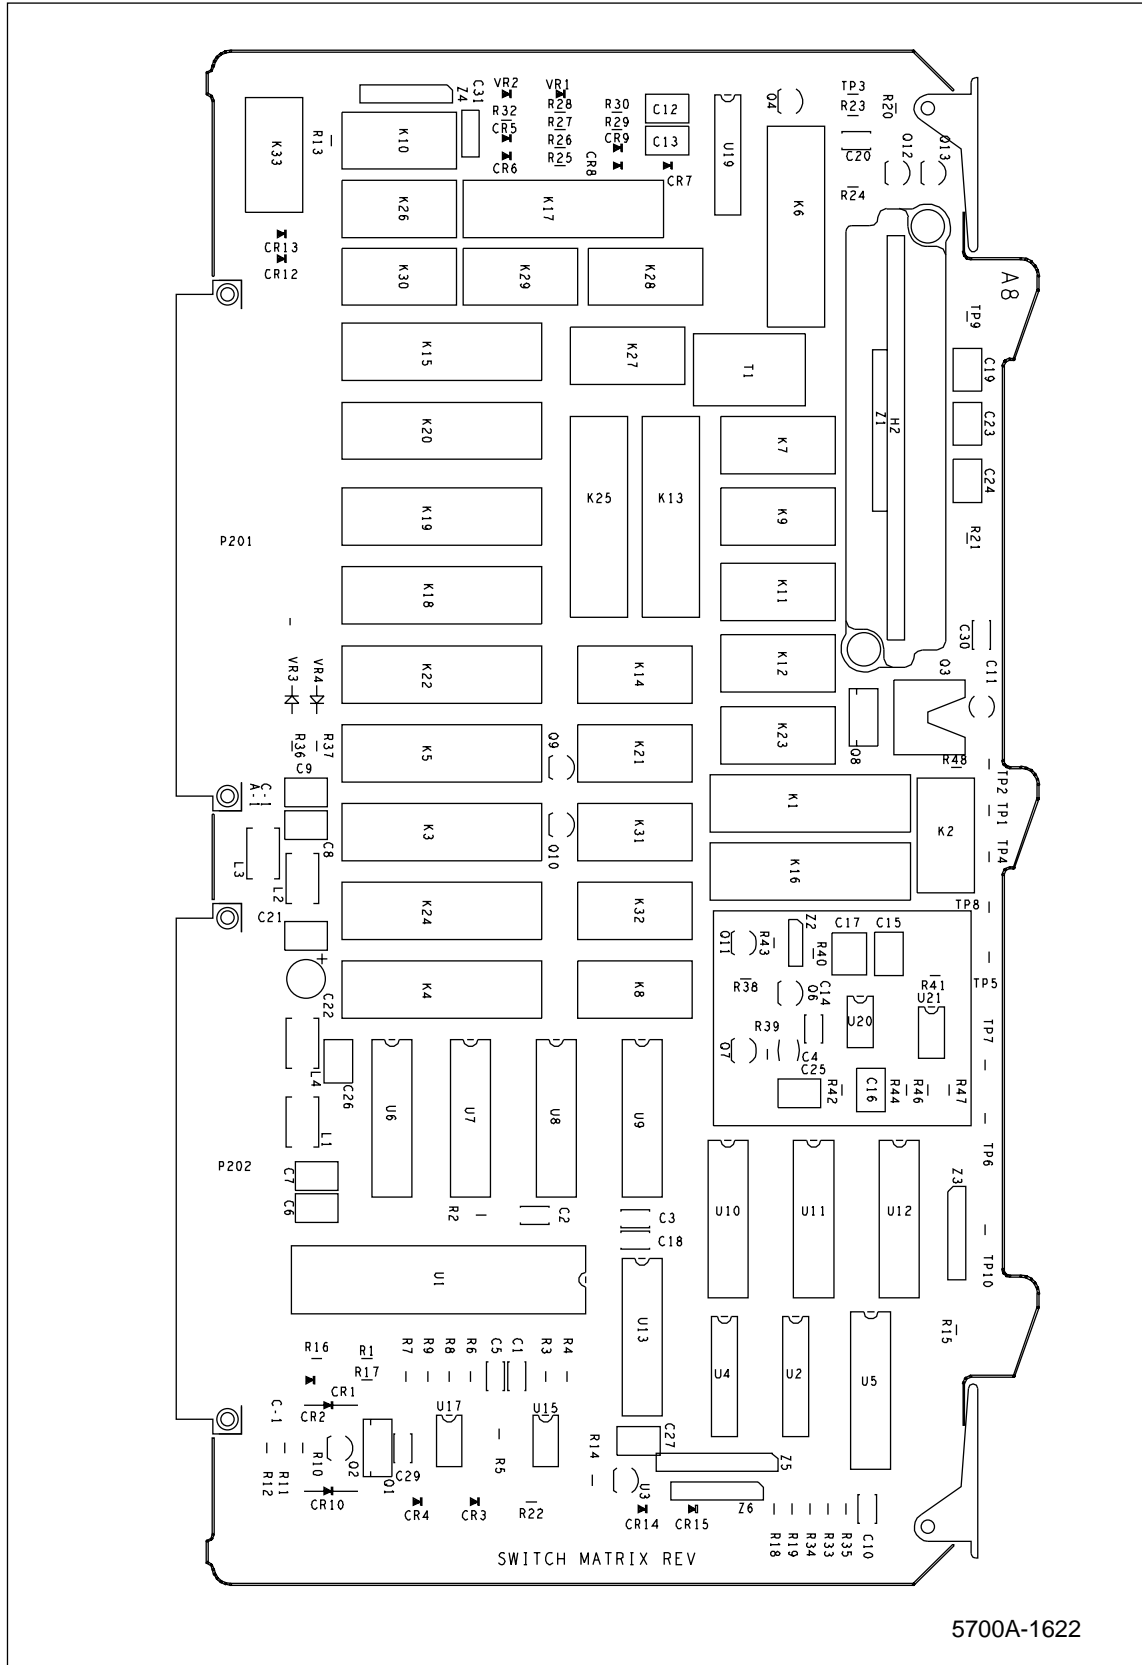 VR2 VR1 TP3
C31 Z4 R32 R28 R30 C12 Q4 R23 R20
CR5 R27 R29 C13
K33 R13 K10 CR6 R26 CR9 U19 C20 Q12 Q13
R25 CR8 CR7
K26 K17 K6 R24
CR13
CR12 K30 K29 K28 A8
TP9
K15 K27 T1 C19
K20 K7 Z1 H2 C23
C24
P201 K19 K25 K13 K9 R21
K18 K11
C30
VR3 VR4 K22 K14 K12 Q3 C11
R36 R37 K5 Q9 K21 K23 Q8 R48
C9
C-1
A-1 TP2
K1 TP1
C8 K3 Q10 K31 K2
L3 TP4
L2 K16
C21 K24 K32 TP8
Q11 R43 Z2 R40 C17 C15
K4 K8 R38 Q6 C14 R41 TP5
C22 U21
U20
R39 TP7
Q7 C4
L4 C26 C25 R42 C16 R44 R46 R47
U6 U7 U8 U9
L1
P202 TP6
C7 Z3
C6 R2 C2 C3 U10 U11 U12
C18
U1 TP10
U13
R15
R16 R1 R7 R9 R8 R6 C5 C1 R3 R4
R17 U4 U2 U5
CR1
C-1 CR2 U17 U15
C27
R12 R11 R10 Q2 Q1 C29 R5 R14 Z5
CR10 U3
CR4 CR3 R22 CR14 CR15 Z6
R18 R19 R34 R33 R35 C10
SWITCH MATRIX REV
5700A-1622